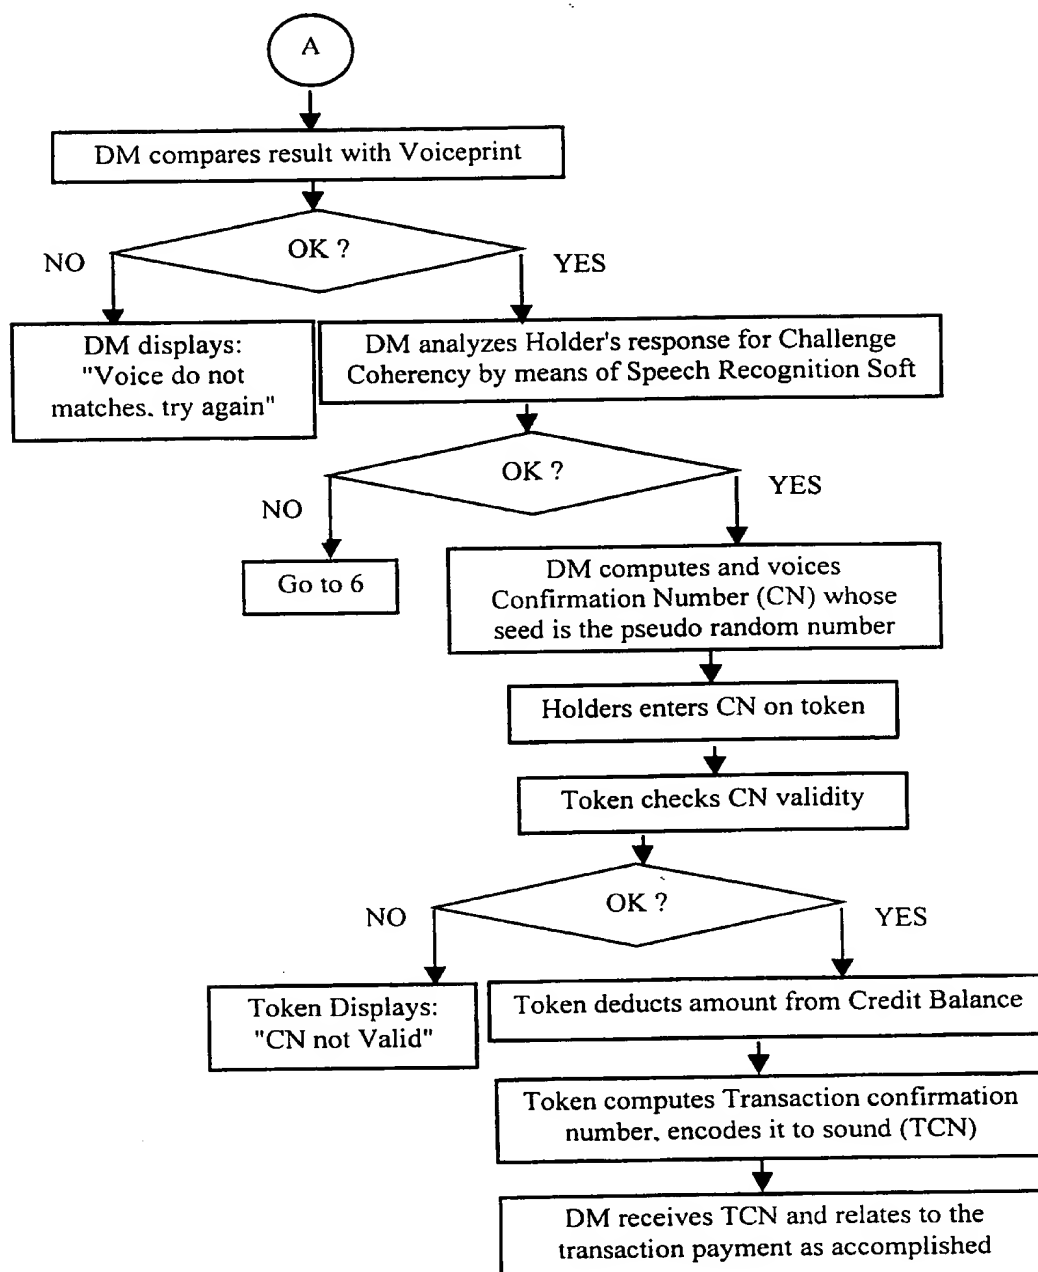 A
DM compares result with Voiceprint
OK ?
NO
YES
DM displays:
"Voice do not
matches. try again"
DM analyzes Holder's response for Challenge
Coherency by means of Speech Recognition Soft
OK ?
NO
YES
Go to 6
DM computes and voices
Confirmation Number (CN) whose
seed is the pseudo random number
Holders enters CN on token
Token checks CN validity
OK ?
NO
YES
Token Displays:
"CN not Valid"
Token deducts amount from Credit Balance
Token computes Transaction confirmation
number. encodes it to sound (TCN)
DM receives TCN and relates to the
transaction payment as accomplished